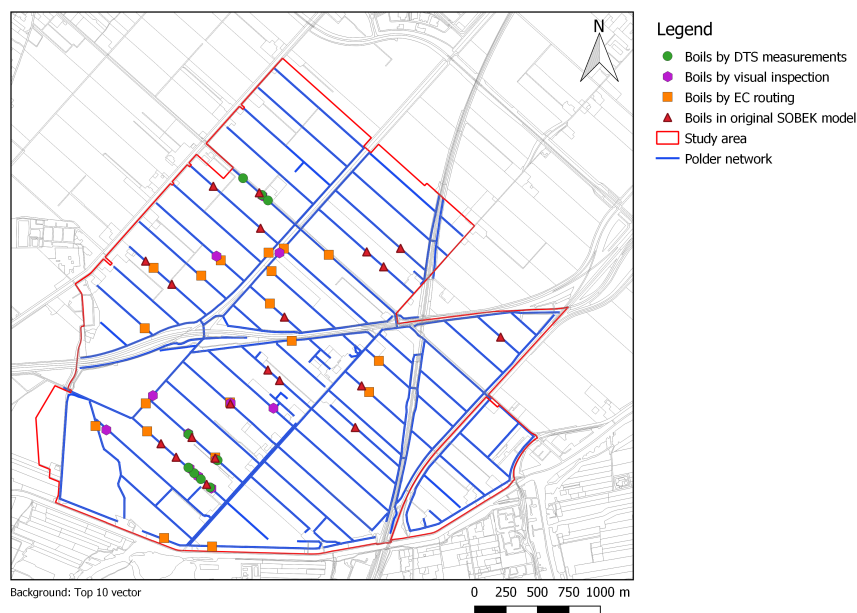 N
Legend
Boils by DTS measurements
Boils by visual inspection
Boils by EC routing
Boils in original SOBEK model
Study area
Polder network
Background: Top 10 vector
0 250 500 750 1000 m